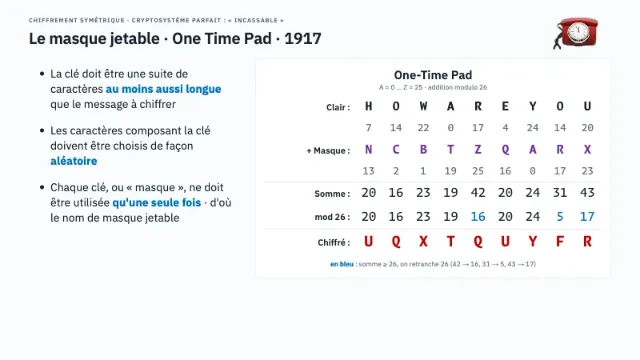 CHIFFREMENT SYMÉTRIQUE · CRYPTOSYSTÈME PARFAIT : « INCASSABLE »
Le masque jetable · One Time Pad · 1917
• La clé doit être une suite de
caractères au moins aussi longue
que le message à chiffrer
• Les caractères composant la clé
doivent être choisis de façon
aléatoire
• Chaque clé, ou « masque », ne doit
être utilisée qu'une seule fois · d'où
le nom de masque jetable
One-Time Pad
A = 0 … Z = 25 · addition modulo 26
Clair : H O W A R E Y O U
7 14 22 0 17 4 24 14 20
+ Masque : N C B T Z Q A R X
13 2 1 19 25 16 0 17 23
Somme : 20 16 23 19 42 20 24 31 43
mod 26 : 20 16 23 19 16 20 24 5 17
Chiffré : U Q X T Q U Y F R
en bleu : somme ≥ 26, on retranche 26 (42 → 16, 31 → 5, 43 → 17)